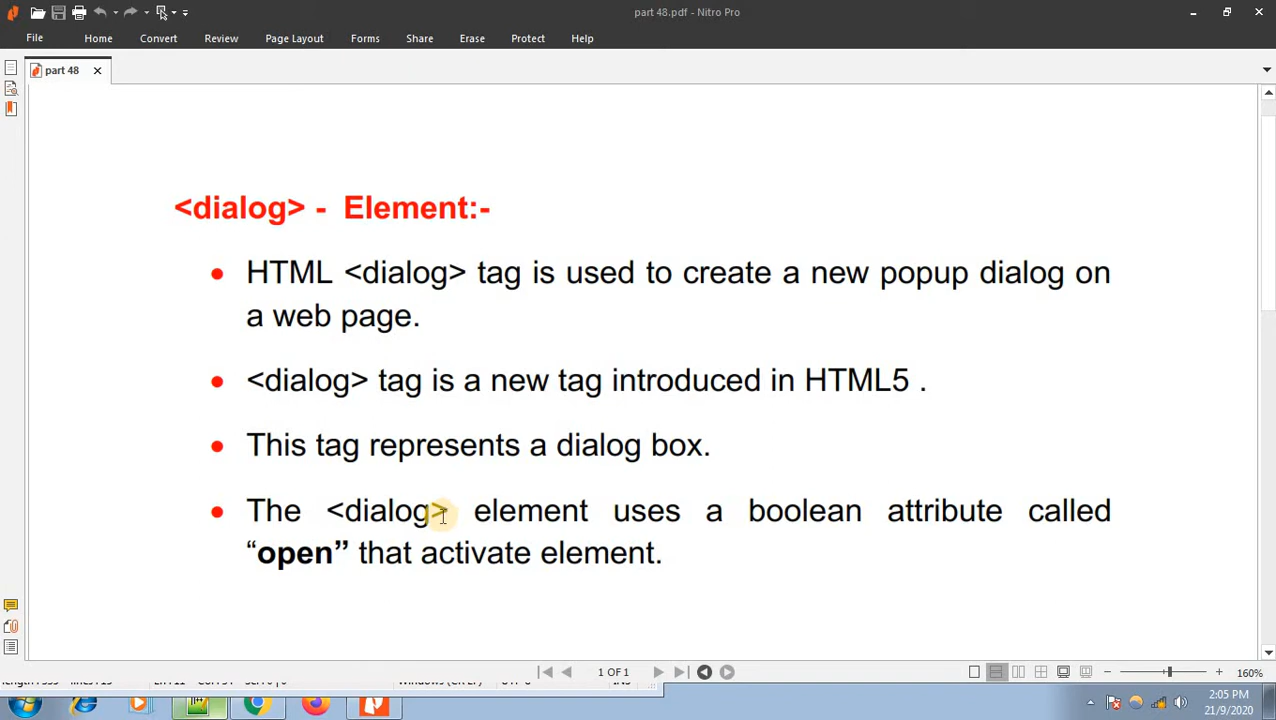 part 48.pdf - Nitro Pro
File Home Convert Review Page Layout Forms Share Erase Protect Help
part 48
<dialog> - Element:-
HTML <dialog> tag is used to create a new popup dialog on
a web page.
<dialog> tag is a new tag introduced in HTML5 .
This tag represents a dialog box.
The <dialog> element uses a boolean attribute called
“open” that activate element.
1 OF 1
160%
2:05 PM
21/9/2020